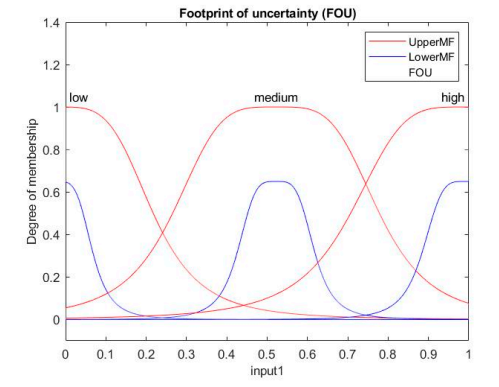 Footprint of uncertainty (FOU)
1.4
1.2
1
0.8
0.6
0.4
0.2
0
Degree of membership
low
medium
high
UpperMF
LowerMF
FOU
0 0.1 0.2 0.3 0.4 0.5 0.6 0.7 0.8 0.9 1
input1